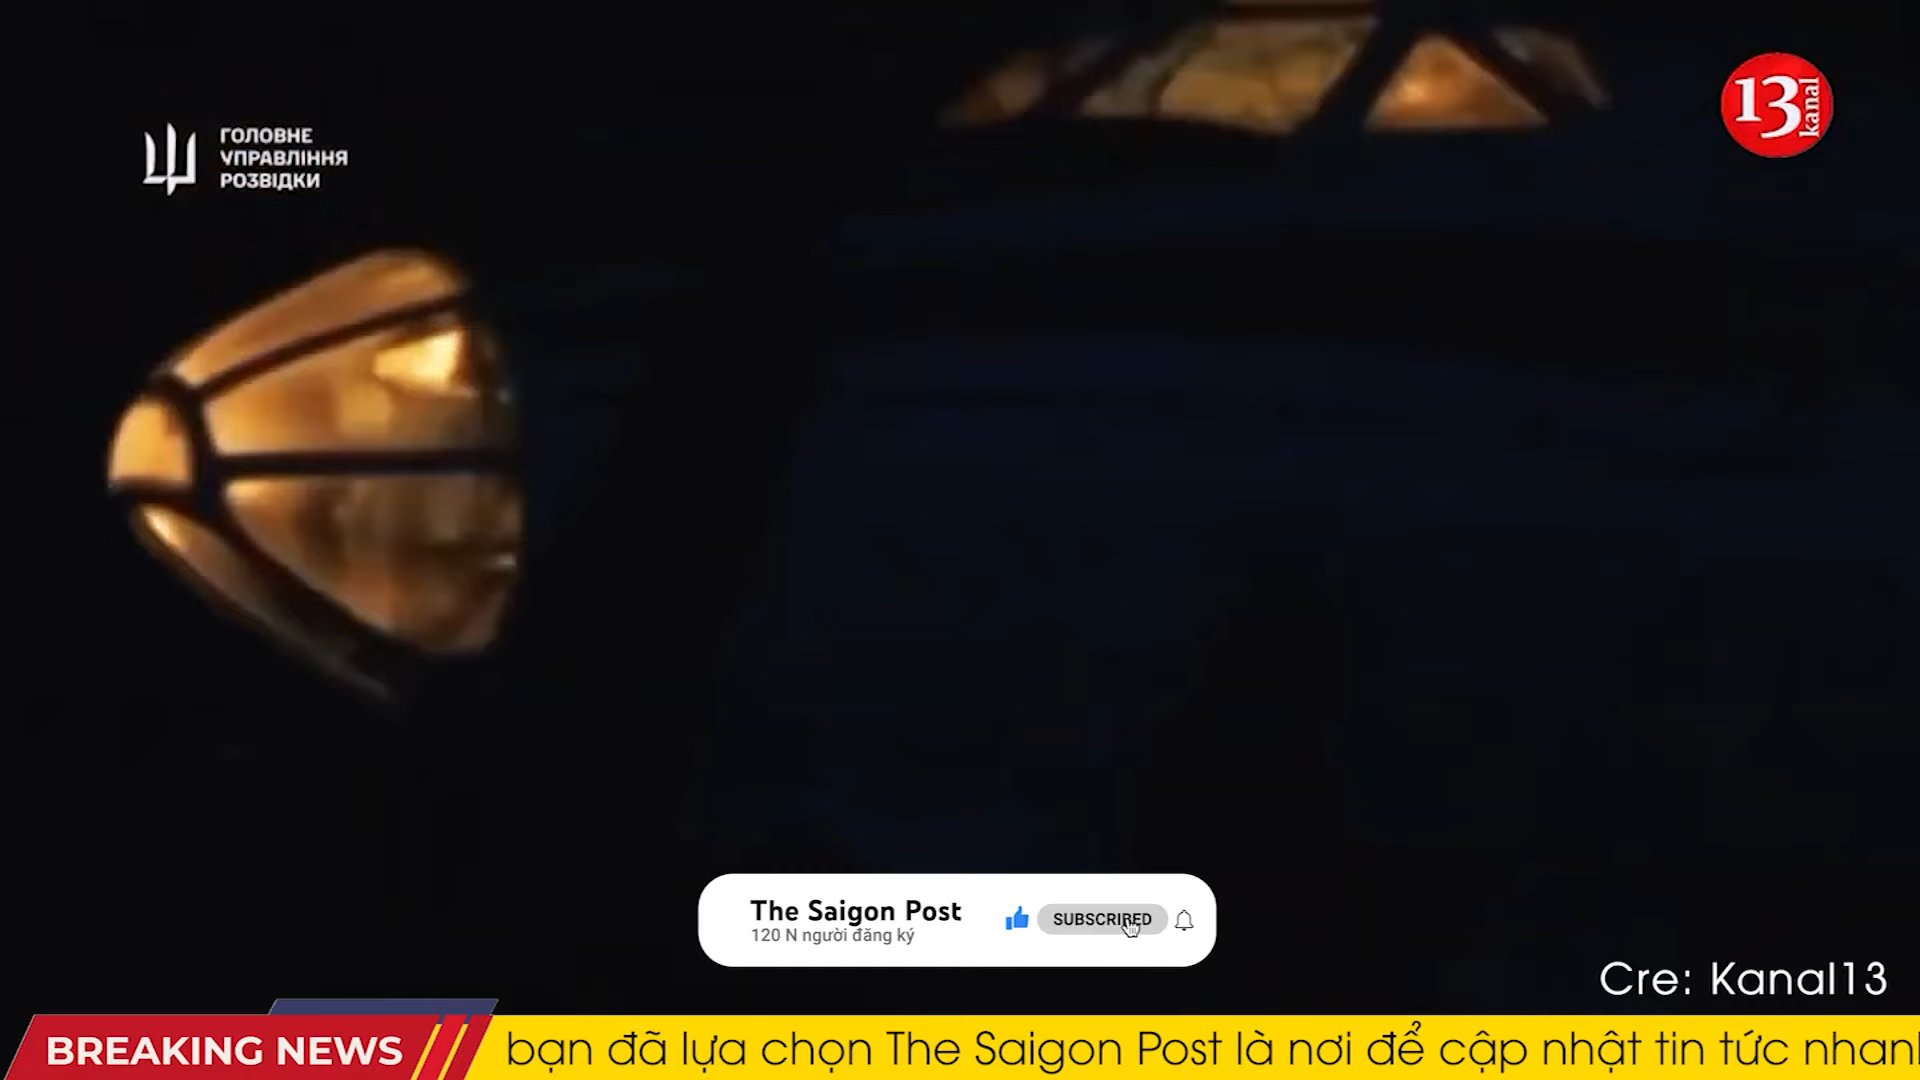 ГОЛОВНЕ
УПРАВЛІННЯ
РОЗВІДКИ
13
kanal
The Saigon Post
120 N người đăng ký
SUBSCRIBED
Cre: Kanal13
BREAKING NEWS
bạn đã lựa chọn The Saigon Post là nơi để cập nhật tin tức nhanh